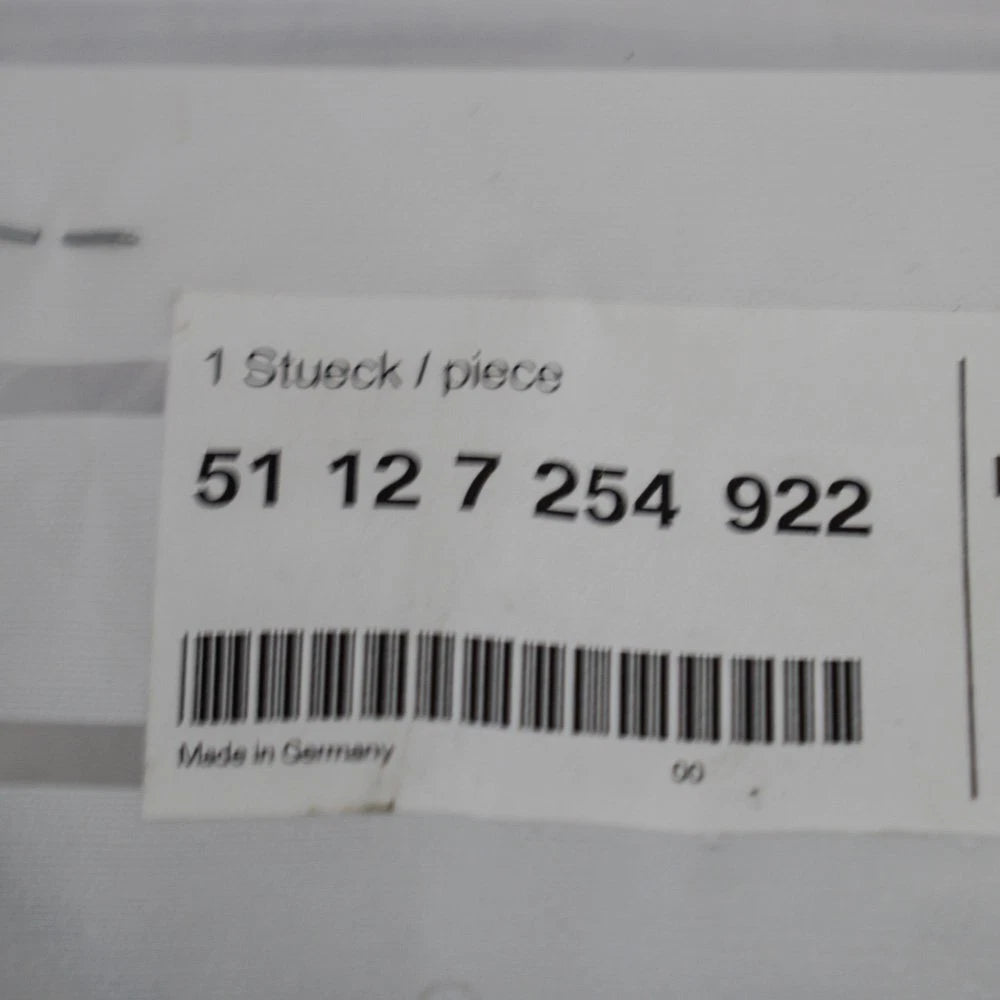 1 Stueck / piece
51 12 7 254 922
Made in Germany
00